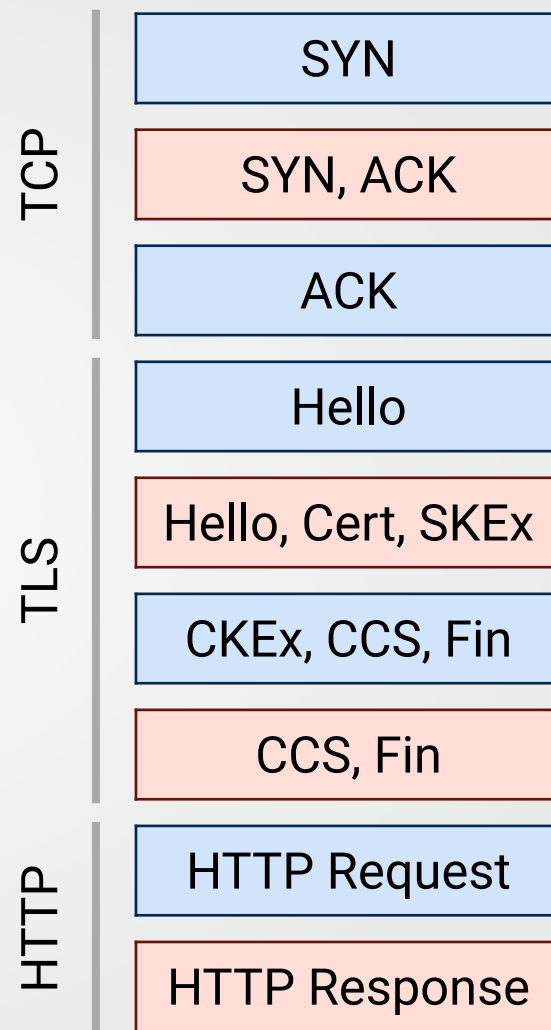 TCP
SYN
SYN, ACK
ACK
TLS
Hello
Hello, Cert, SKEx
CKEx, CCS, Fin
CCS, Fin
HTTP
HTTP Request
HTTP Response